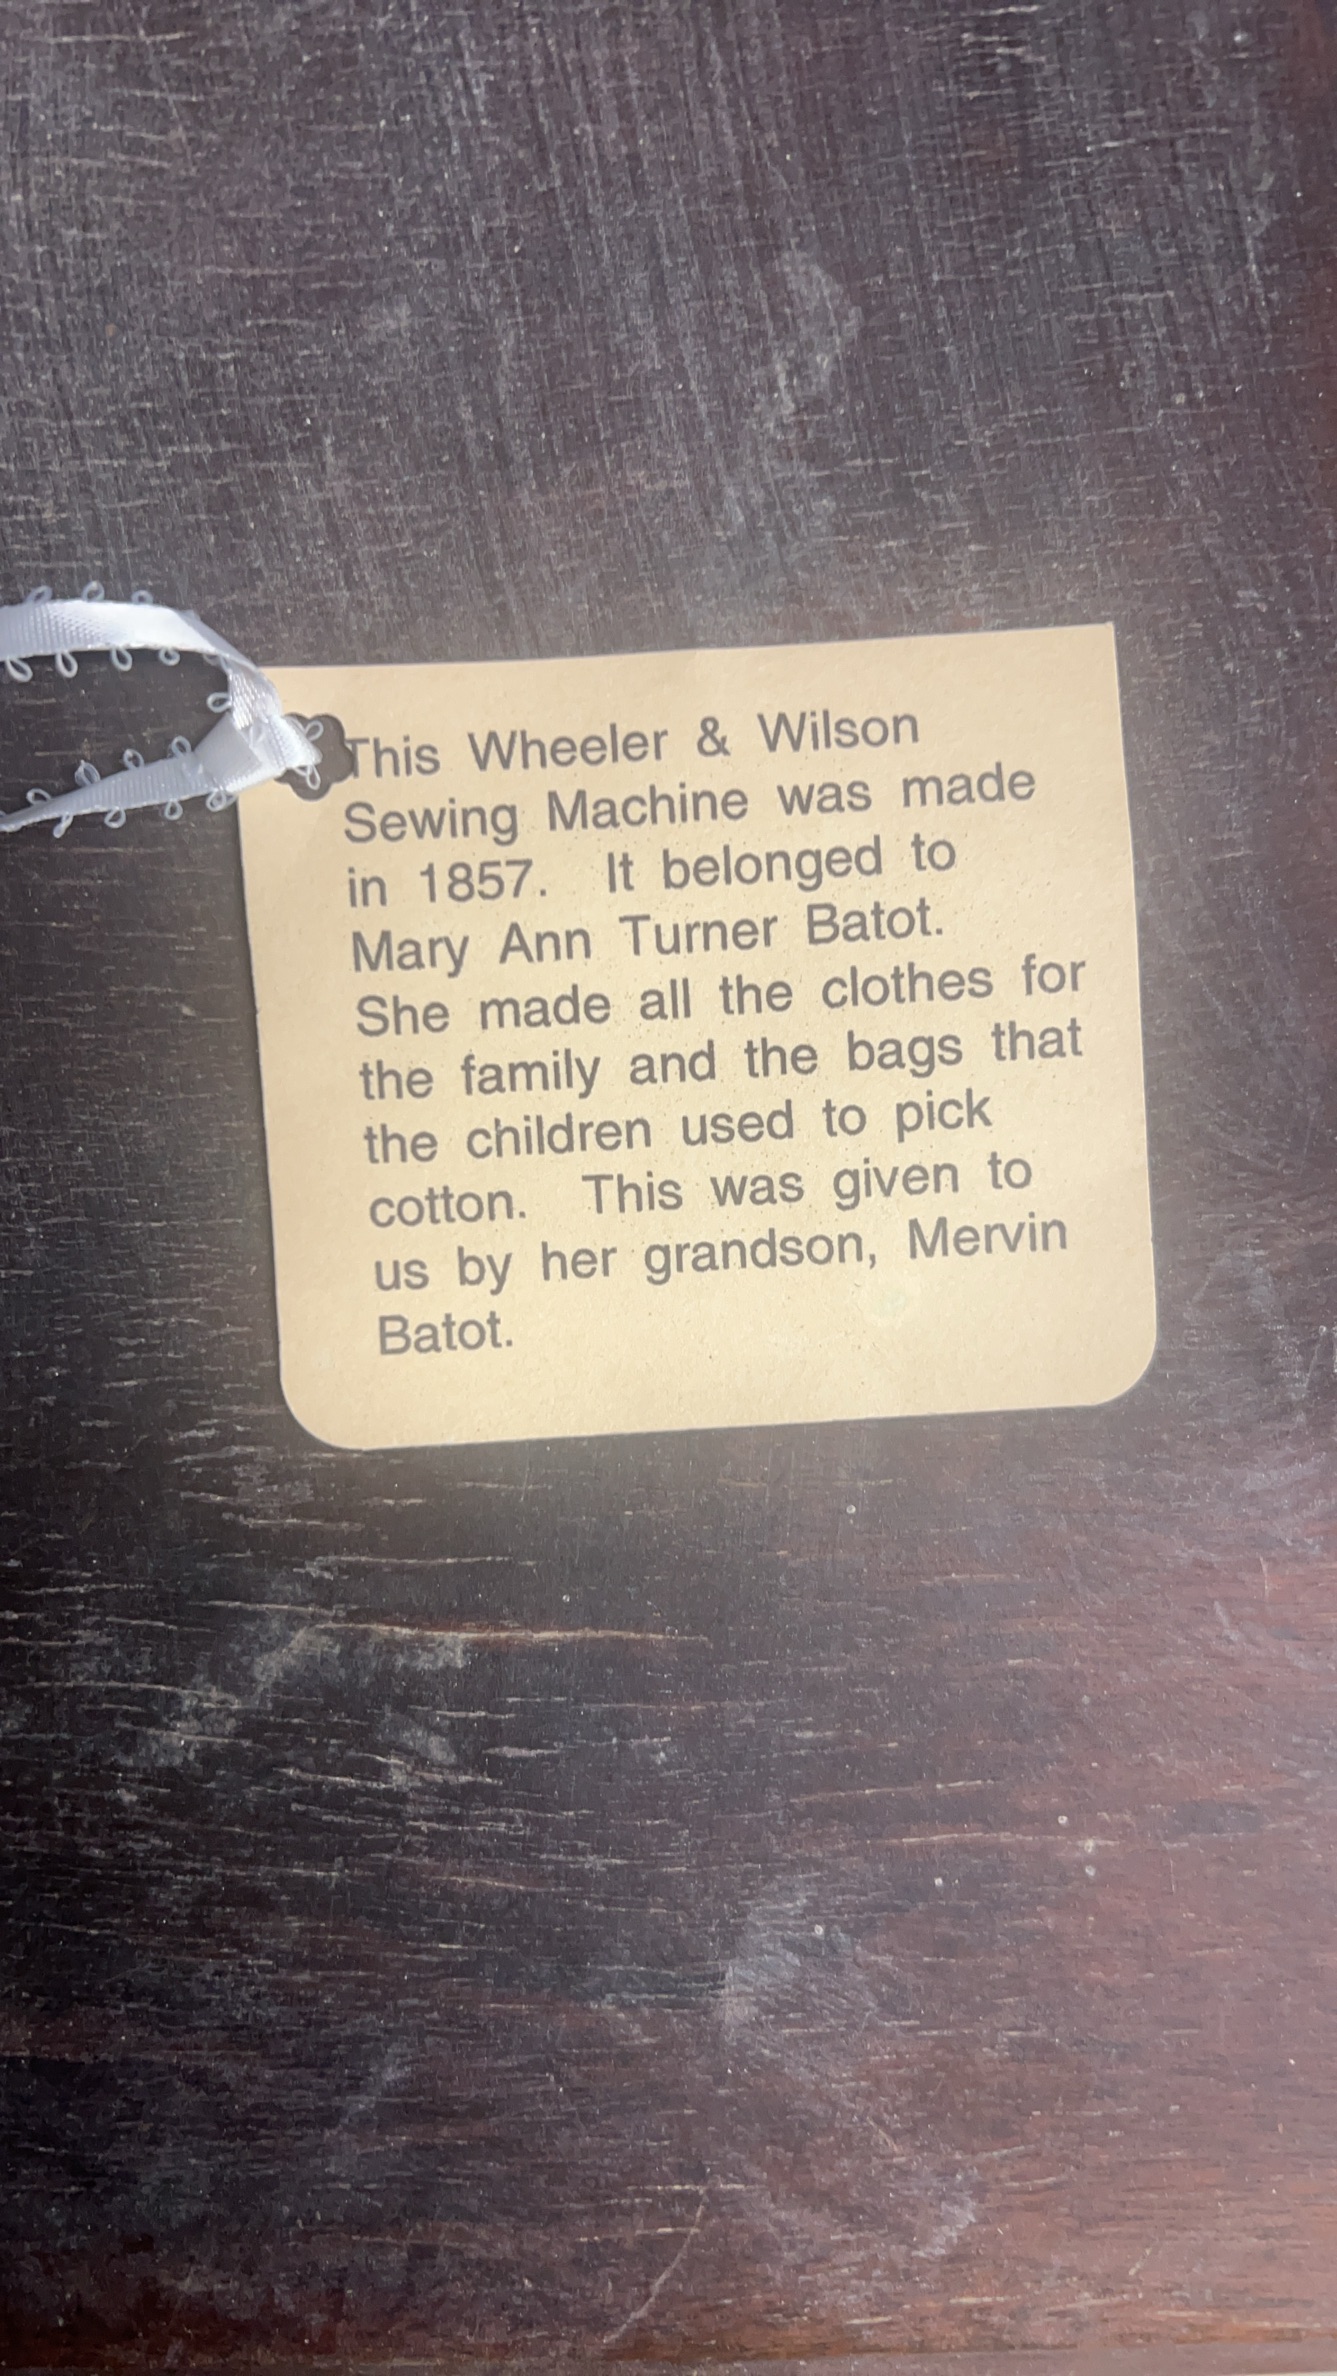 This Wheeler & Wilson
Sewing Machine was made
in 1857. It belonged to
Mary Ann Turner Batot.
She made all the clothes for
the family and the bags that
the children used to pick
cotton. This was given to
us by her grandson, Mervin
Batot.